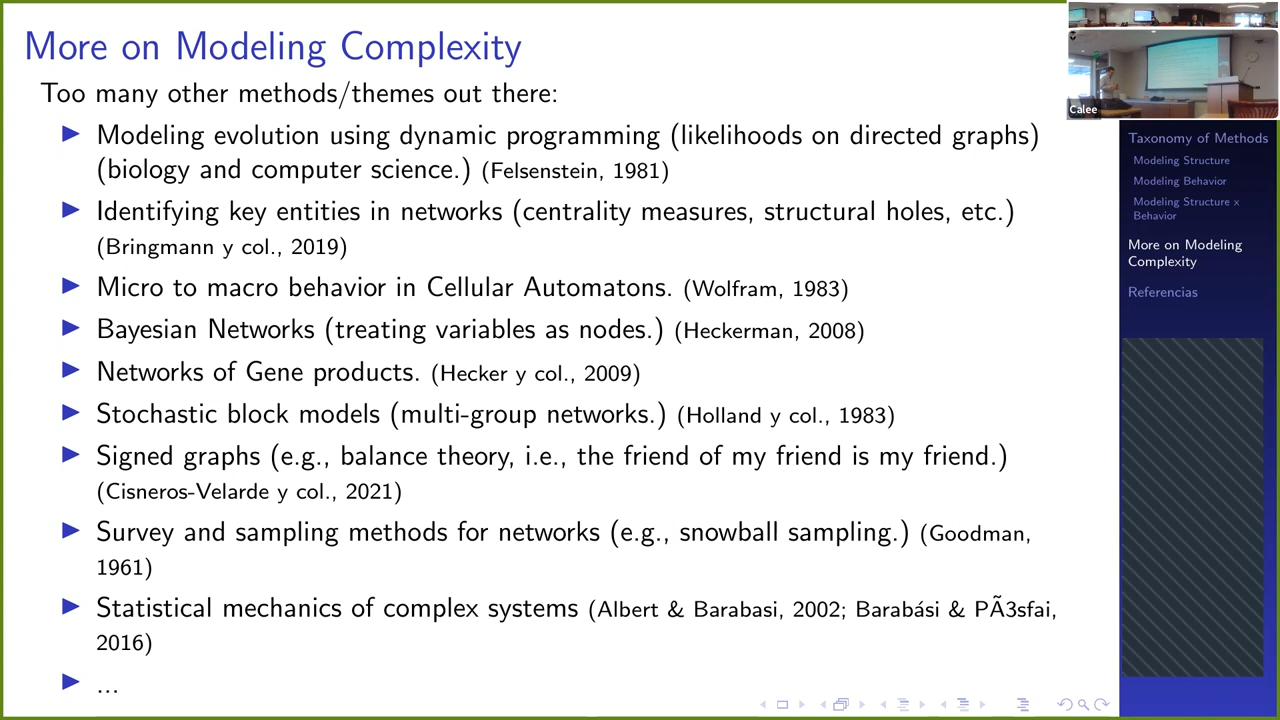 More on Modeling Complexity
Too many other methods/themes out there:
Modeling evolution using dynamic programming (likelihoods on directed graphs)
(biology and computer science.) (Felsenstein, 1981)
Identifying key entities in networks (centrality measures, structural holes, etc.)
(Bringmann y col., 2019)
Micro to macro behavior in Cellular Automatons. (Wolfram, 1983)
Bayesian Networks (treating variables as nodes.) (Heckerman, 2008)
Networks of Gene products. (Hecker y col., 2009)
Stochastic block models (multi-group networks.) (Holland y col., 1983)
Signed graphs (e.g., balance theory, i.e., the friend of my friend is my friend.)
(Cisneros-Velarde y col., 2021)
Survey and sampling methods for networks (e.g., snowball sampling.) (Goodman,
1961)
Statistical mechanics of complex systems (Albert & Barabasi, 2002; Barabási & PÃ3sfai,
2016)
...
Calee
Taxonomy of Methods
Modeling Structure
Modeling Behavior
Modeling Structure x
Behavior
More on Modeling
Complexity
Referencias